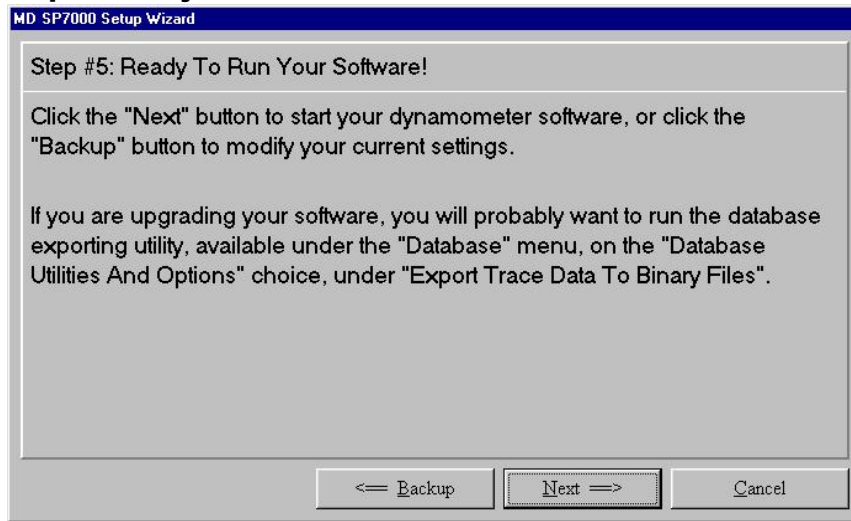 MD SP7000 Setup Wizard
Step #5: Ready To Run Your Software!
Click the "Next" button to start your dynamometer software, or click the
"Backup" button to modify your current settings.
If you are upgrading your software, you will probably want to run the database
exporting utility, available under the "Database" menu, on the "Database
Utilities And Options" choice, under "Export Trace Data To Binary Files".
<== Backup
Next ==>
Cancel